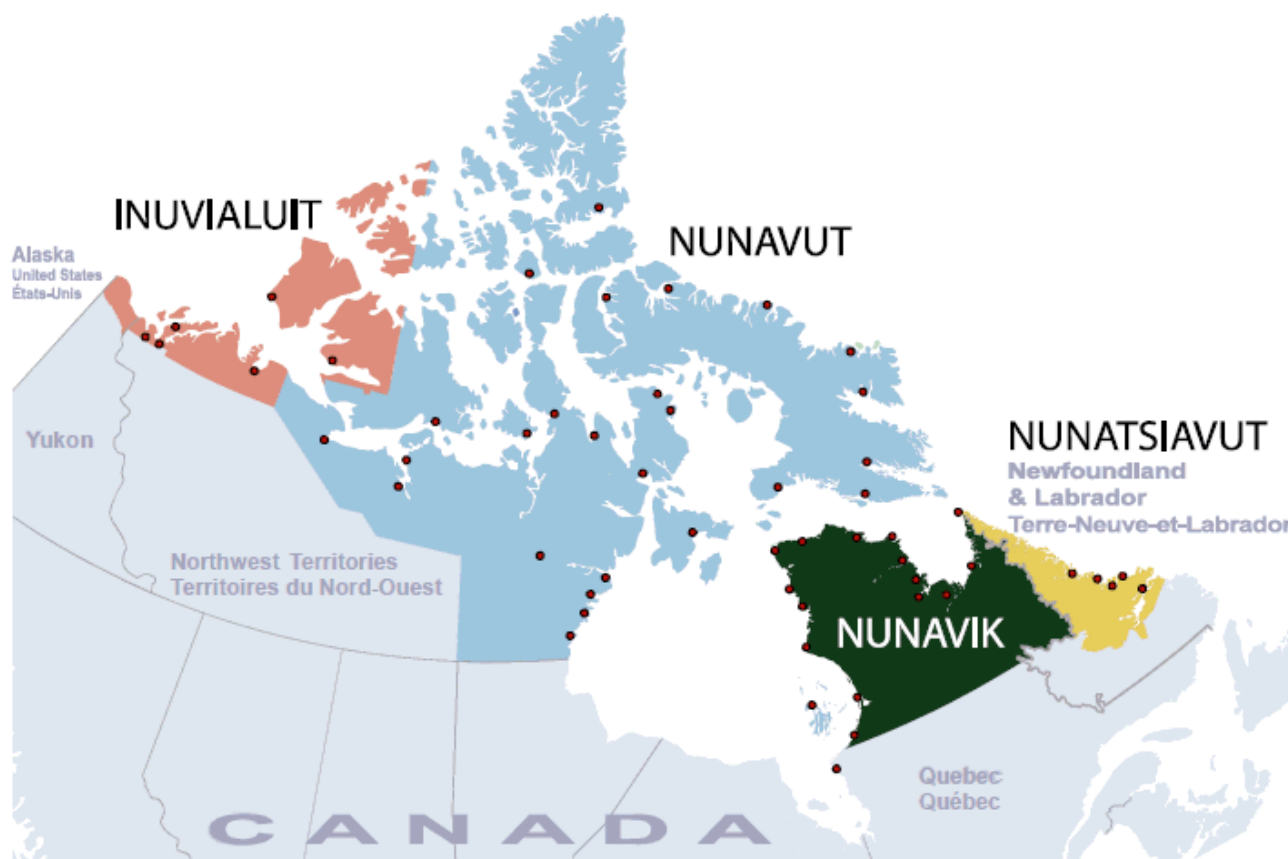 INUVIALUIT
NUNAVUT
Alaska
United States
États-Unis
Yukon
NUNATSIAVUT
Newfoundland
& Labrador
Terre-Neuve-et-Labrador
Northwest Territories
Territoires du Nord-Ouest
NUNAVIK
Quebec
Québec
CANADA